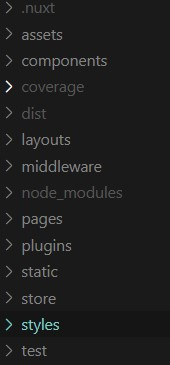 .nuxt
assets
components
coverage
dist
layouts
middleware
node_modules
pages
plugins
static
store
styles
test